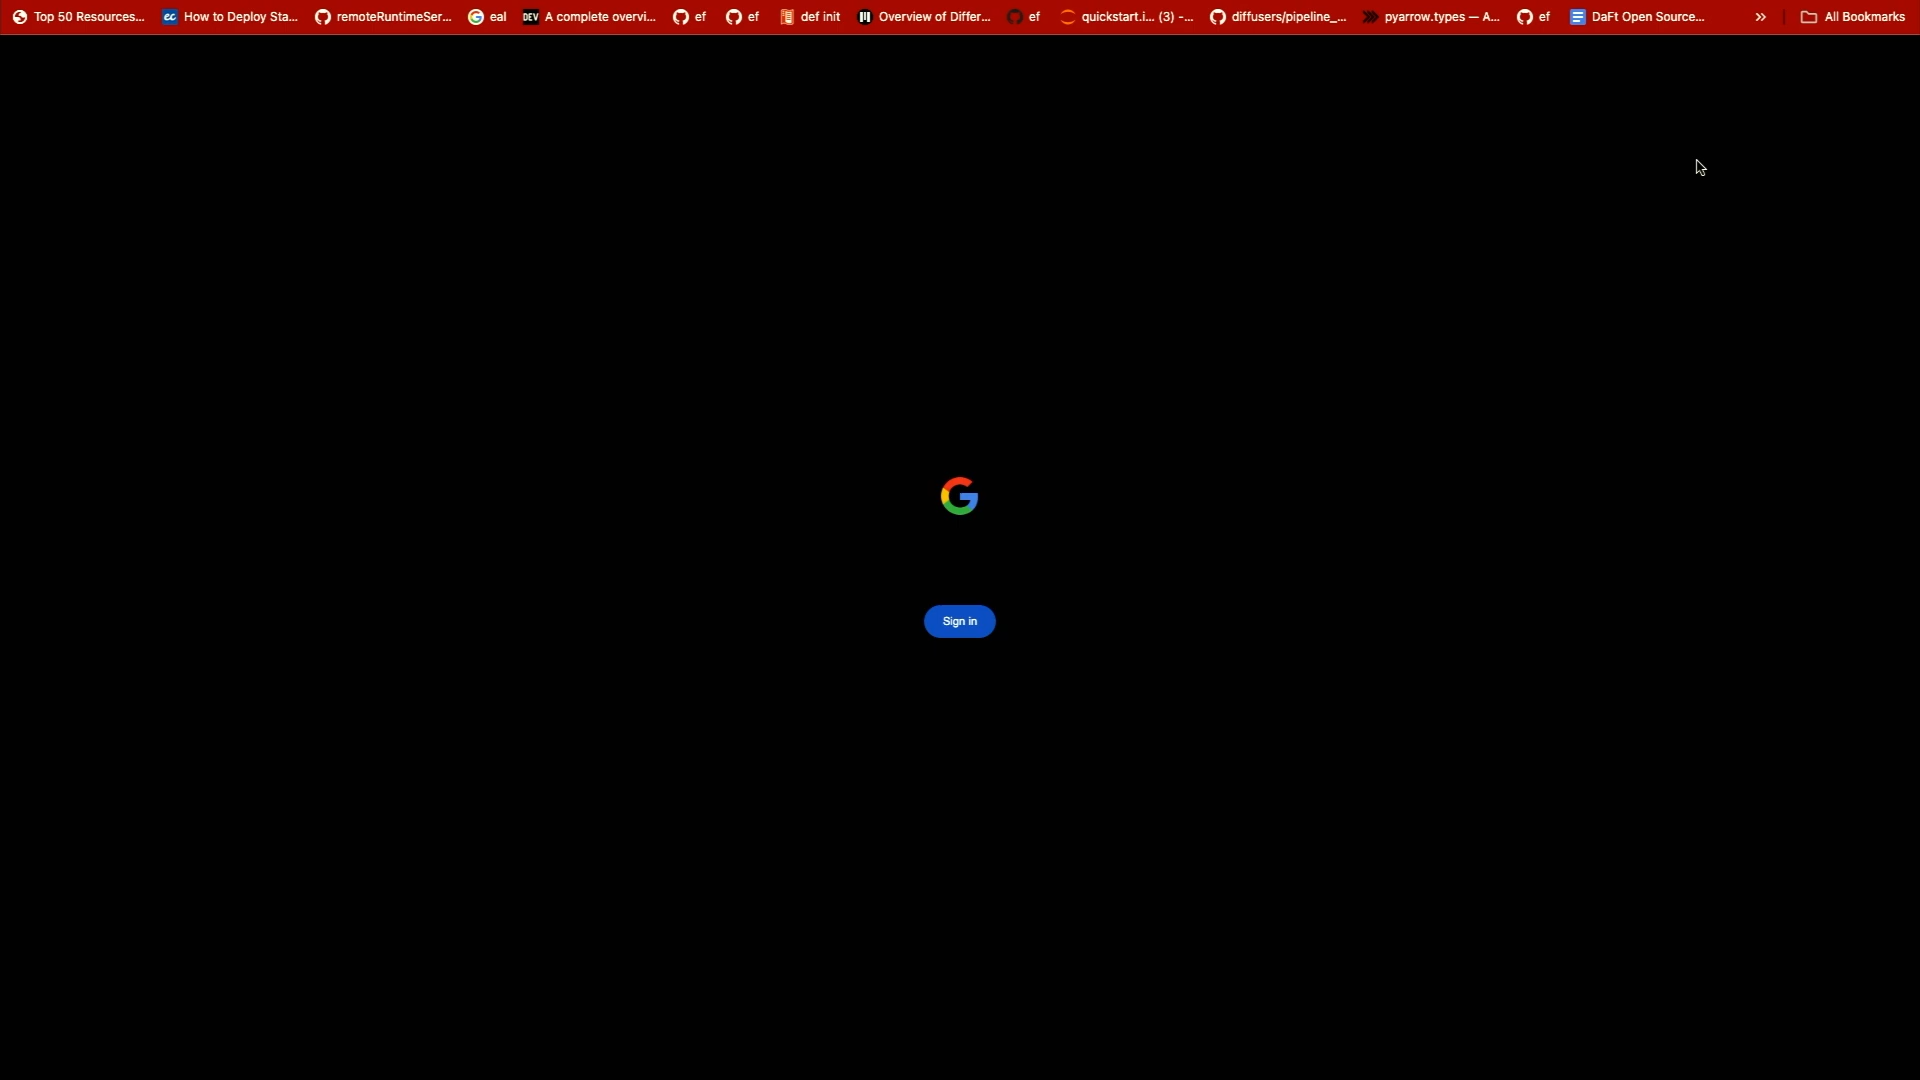 Top 50 Resources... How to Deploy Sta... remoteRuntimeSer... eal DEV A complete overvi... ef ef def init Overview of Differ... ef quickstart.i... (3) -... diffusers/pipeline_... pyarrow.types — A... ef DaFt Open Source... » All Bookmarks
Sign in